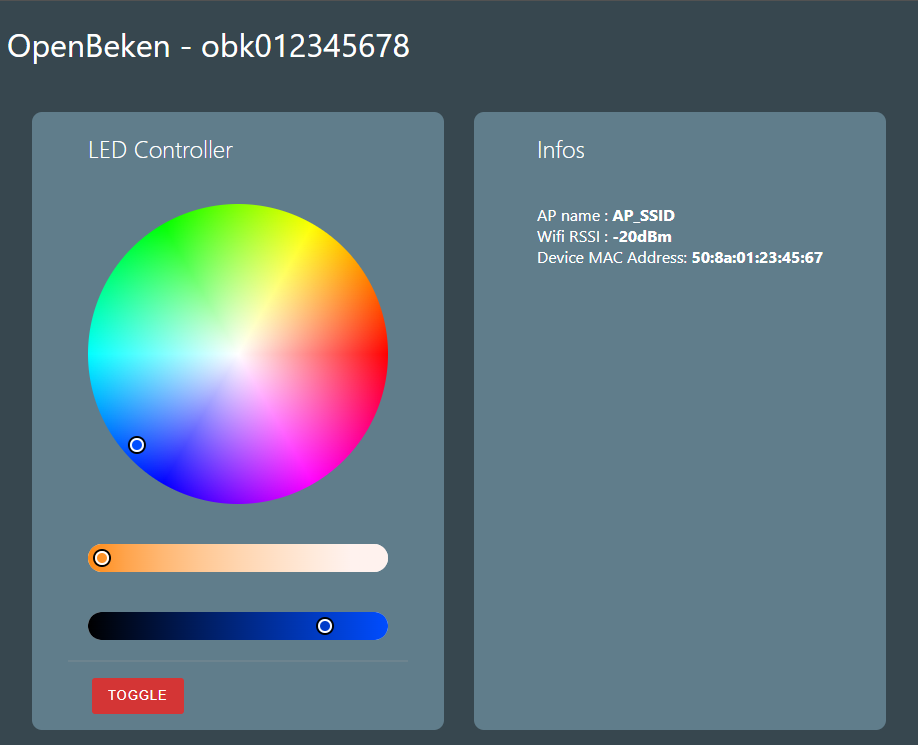 OpenBeken - obk012345678
LED Controller
TOGGLE
Infos
AP name : AP_SSID
Wifi RSSI : -20dBm
Device MAC Address: 50:8a:01:23:45:67